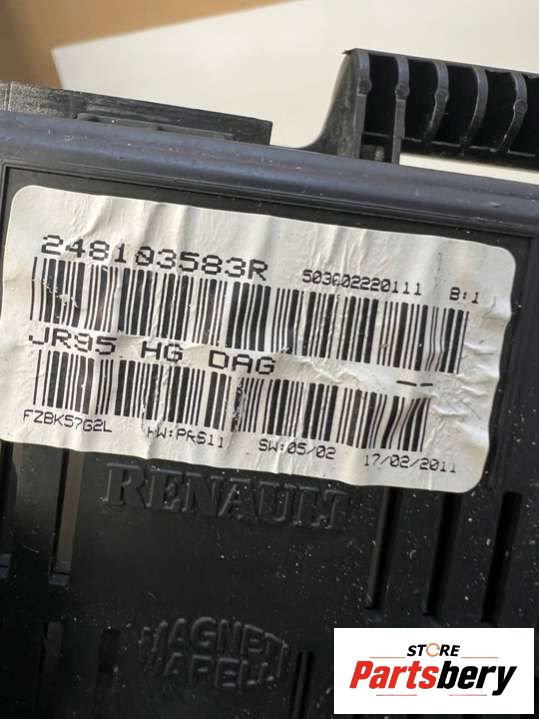 248103583R
503002220111 B:1
JR95 HG DAG --
FZBK57G2L HW:PRS11 SW:05/02 17/02/2011
RENAULT
MAGNETI
MARELLI
STORE
Partsbery